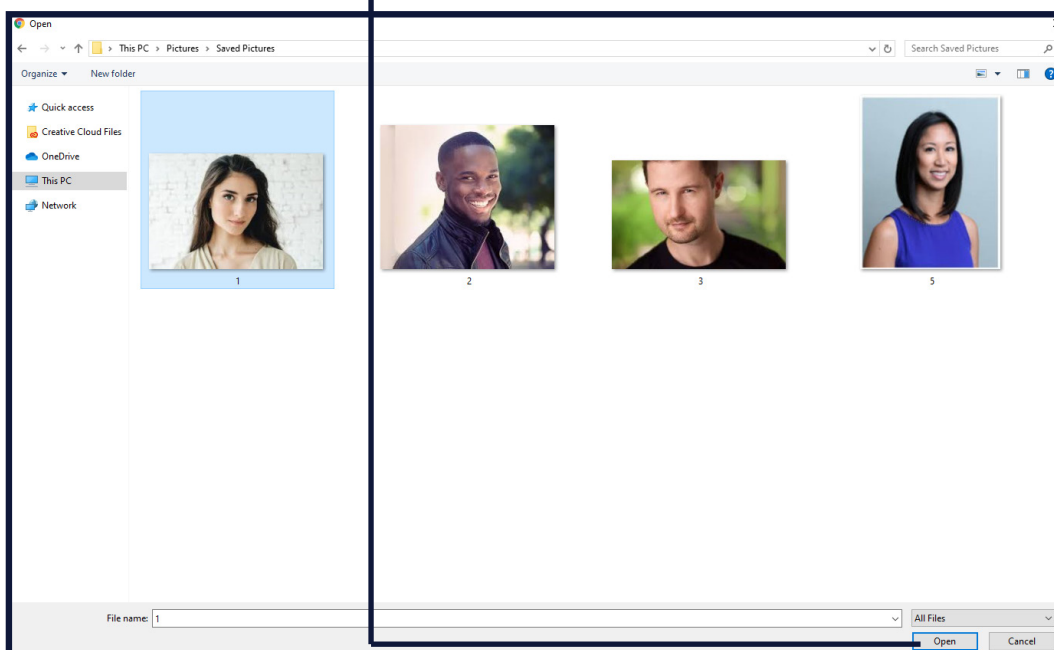 Open
This PC > Pictures > Saved Pictures
Search Saved Pictures
Organize
New folder
Quick access
Creative Cloud Files
OneDrive
This PC
Network
1
2
3
5
File name: 1
All Files
Open
Cancel